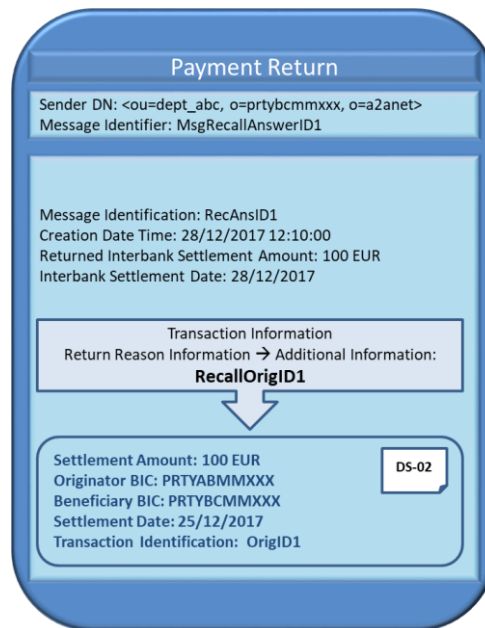 Payment Return
Sender DN: <ou=dept_abc, o=prtybcmmxxx, o=a2anet>
Message Identifier: MsgRecallAnswerID1
Message Identification: RecAnsID1
Creation Date Time: 28/12/2017 12:10:00
Returned Interbank Settlement Amount: 100 EUR
Interbank Settlement Date: 28/12/2017
Transaction Information
Return Reason Information → Additional Information:
RecallOrigID1
Settlement Amount: 100 EUR
Originator BIC: PRTYABMMXXX
Beneficiary BIC: PRTYBCMMXXX
Settlement Date: 25/12/2017
Transaction Identification: OrigID1
DS-02